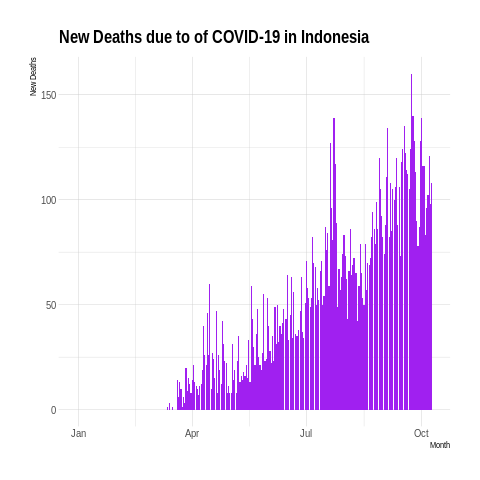 New Deaths due to of COVID-19 in Indonesia
New Deaths
150
100
50
0
Jan Apr Jul Oct
Month